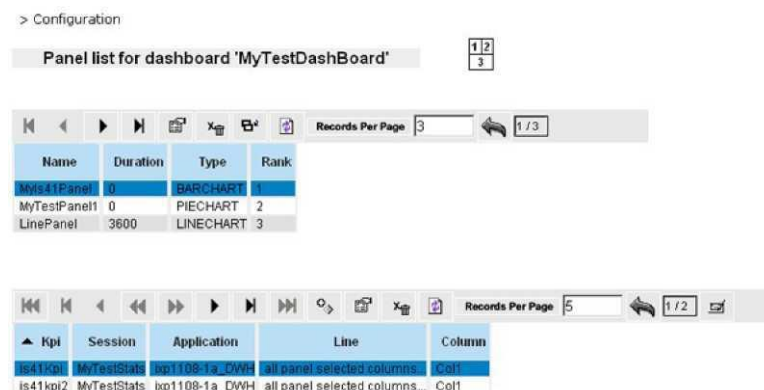 > Configuration
Panel list for dashboard 'MyTestDashBoard'
1 2
3
Records Per Page 3 1 / 3
Name Duration Type Rank
MyIs41Panel 0 BARCHART 1
MyTestPanel1 0 PIECHART 2
LinePanel 3600 LINECHART 3
Records Per Page 5 1 / 2
Kpi Session Application Line Column
is41Kpi MyTestStats ixp1108-1a_DWH all panel selected columns... Col1
is41kpi2 MyTestStats ixp1108-1a_DWH all panel selected columns... Col1